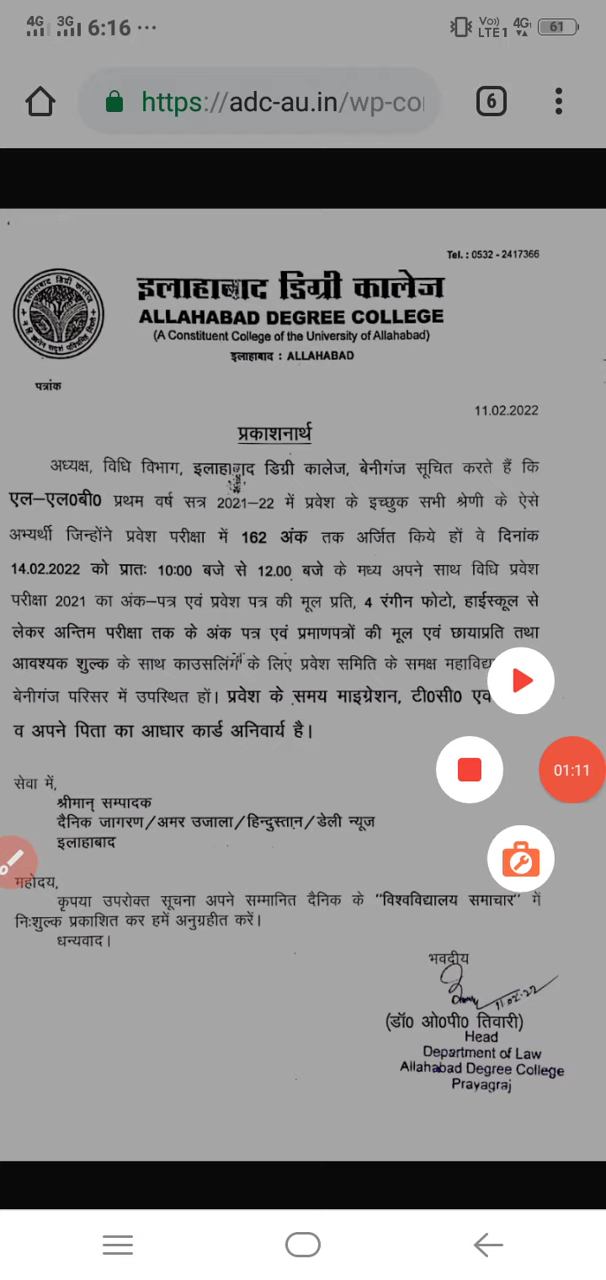 4G 3G 6:16 ···
Vo)) LTE1 4G 61
https://adc-au.in/wp-co
6
Tel. : 0532 - 2417366
इलाहाबाद डिग्री कालेज
ALLAHABAD DEGREE COLLEGE
(A Constituent College of the University of Allahabad)
इलाहाबाद : ALLAHABAD
पत्रांक
11.02.2022
प्रकाशनार्थ
अध्यक्ष, विधि विभाग, इलाहाबाद डिग्री कालेज, बेनीगंज सूचित करते हैं कि
एल–एल0बी0 प्रथम वर्ष सत्र 2021–22 में प्रवेश के इच्छुक सभी श्रेणी के ऐसे
अभ्यर्थी जिन्होंने प्रवेश परीक्षा में 162 अंक तक अर्जित किये हों वे दिनांक
14.02.2022 को प्रातः 10:00 बजे से 12.00 बजे के मध्य अपने साथ विधि प्रवेश
परीक्षा 2021 का अंक–पत्र एवं प्रवेश पत्र की मूल प्रति, 4 रंगीन फोटो, हाईस्कूल से
लेकर अन्तिम परीक्षा तक के अंक पत्र एवं प्रमाणपत्रों की मूल एवं छायाप्रति तथा
आवश्यक शुल्क के साथ काउसलिंग के लिए प्रवेश समिति के समक्ष
बेनीगंज परिसर में उपस्थित हों। प्रवेश के समय माइग्रेशन, टी0सी0
व अपने पिता का आधार कार्ड अनिवार्य है।
01:11
सेवा में,
श्रीमान् सम्पादक
दैनिक जागरण/अमर उजाला/हिन्दुस्तान/डेली न्यूज
इलाहाबाद
महोदय,
कृपया उपरोक्त सूचना अपने सम्मानित दैनिक के "विश्वविद्यालय समाचार" में
निःशुल्क प्रकाशित कर हमें अनुग्रहीत करें।
धन्यवाद।
भवदीय
11.02.22
(डॉ0 ओ0पी0 तिवारी)
Head
Department of Law
Allahabad Degree College
Prayagraj